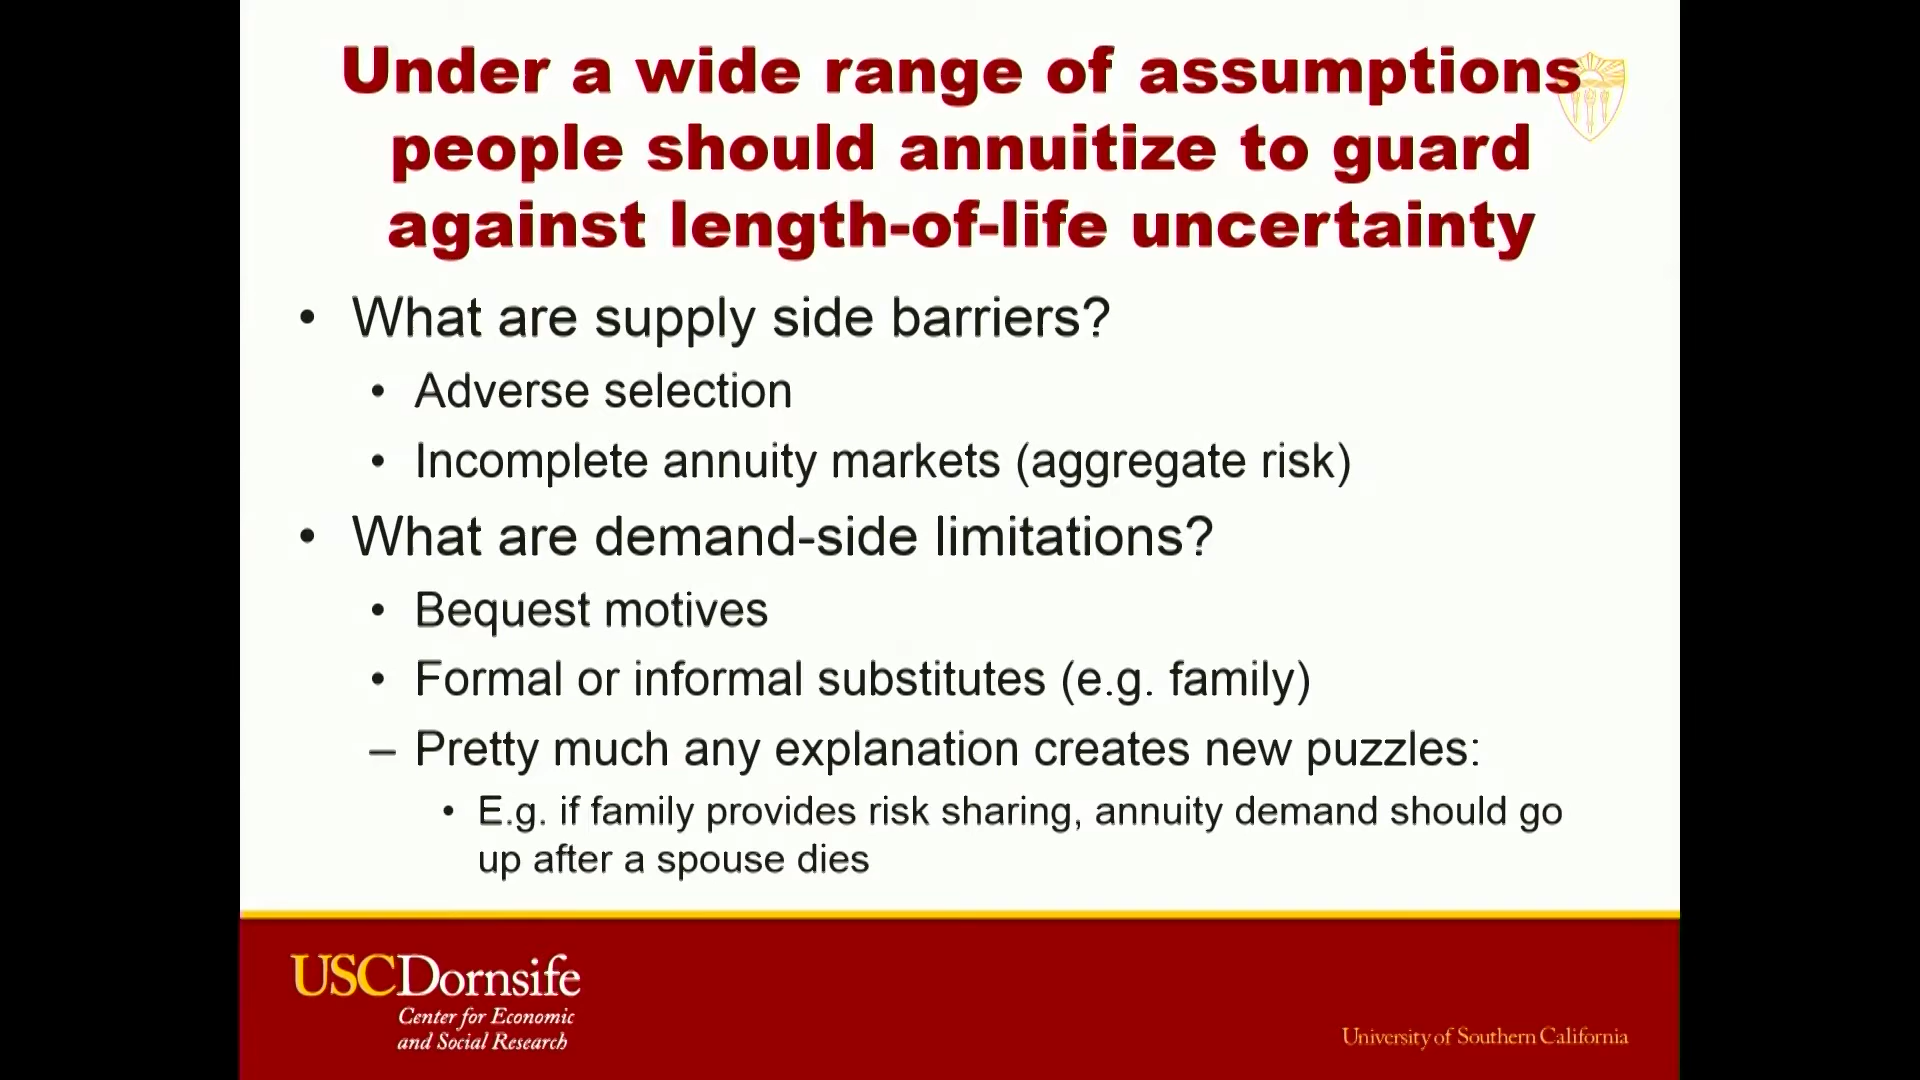 Under a wide range of assumptions
people should annuitize to guard
against length-of-life uncertainty
• What are supply side barriers?
• Adverse selection
• Incomplete annuity markets (aggregate risk)
• What are demand-side limitations?
• Bequest motives
• Formal or informal substitutes (e.g. family)
– Pretty much any explanation creates new puzzles:
• E.g. if family provides risk sharing, annuity demand should go
up after a spouse dies
USCDornsife
Center for Economic
and Social Research
University of Southern California